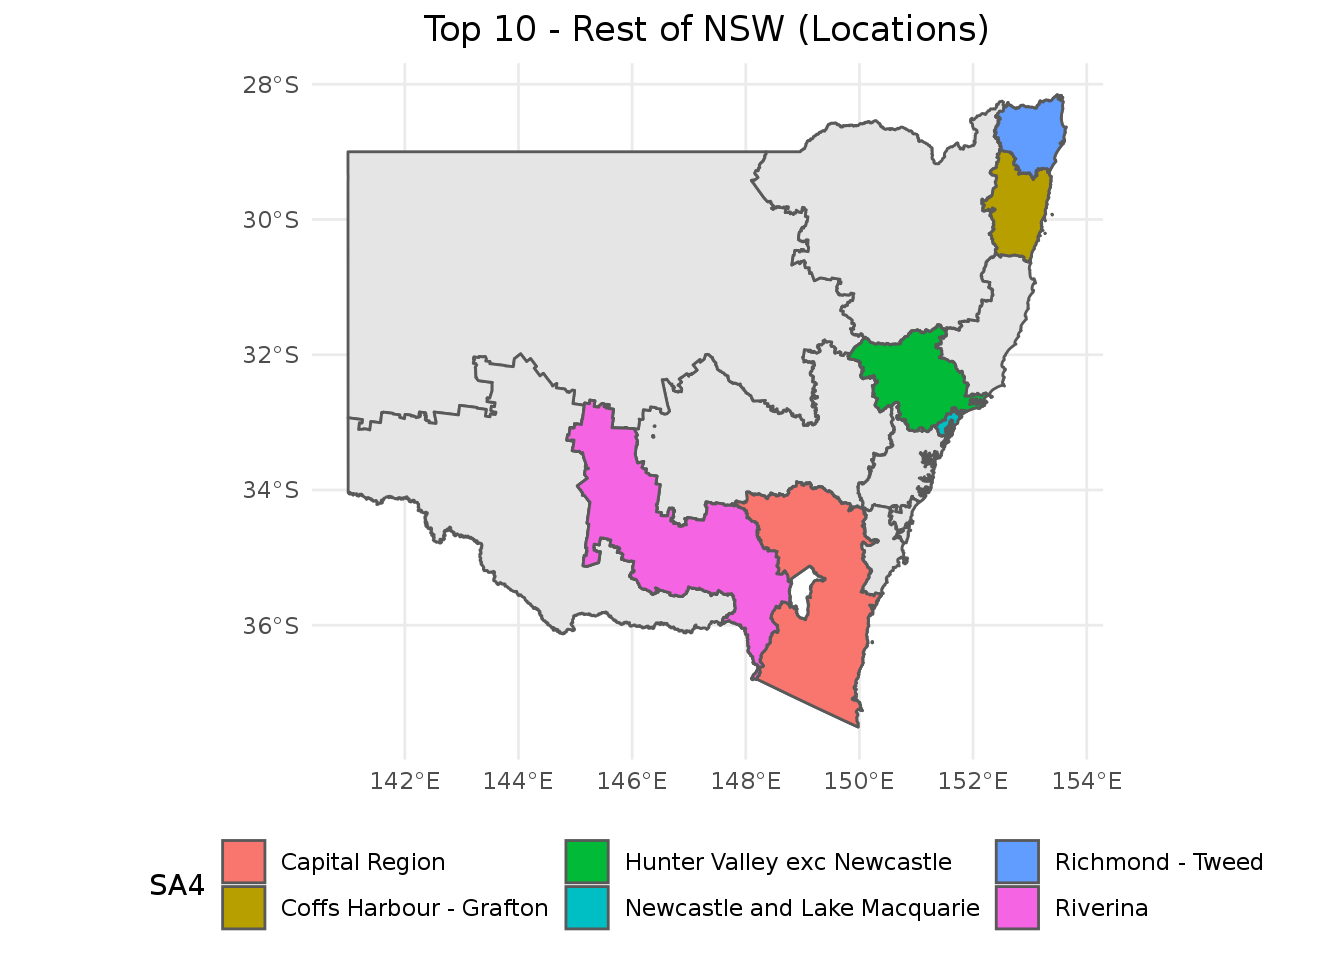 Top 10 - Rest of NSW (Locations)
28°S
30°S
32°S
34°S
36°S
142°E 144°E 146°E 148°E 150°E 152°E 154°E
SA4
Capital Region
Coffs Harbour - Grafton
Hunter Valley exc Newcastle
Newcastle and Lake Macquarie
Richmond - Tweed
Riverina